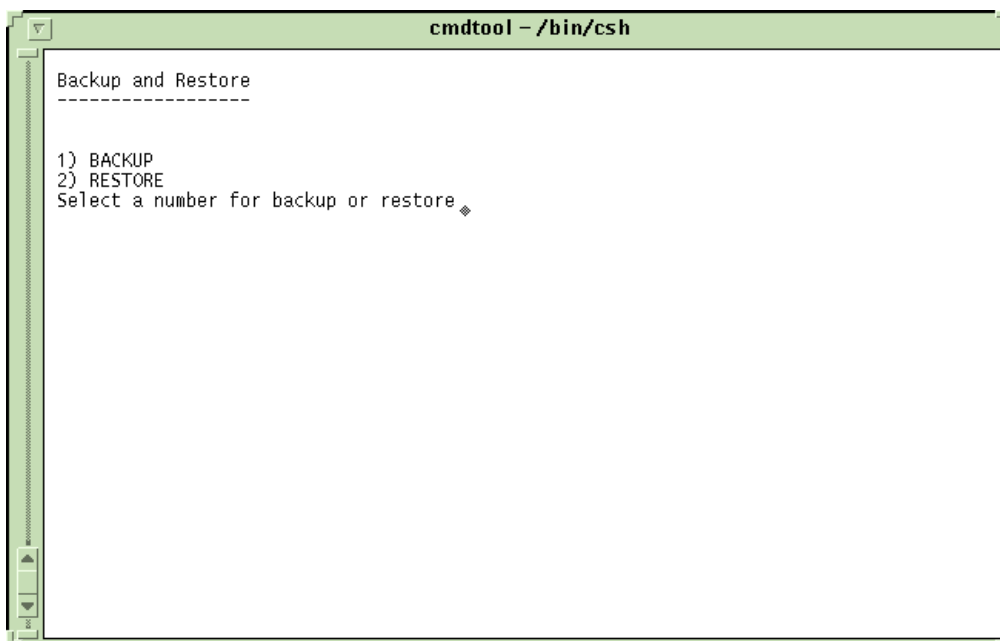 cmdtool – /bin/csh
Backup and Restore
------------------
1) BACKUP
2) RESTORE
Select a number for backup or restore